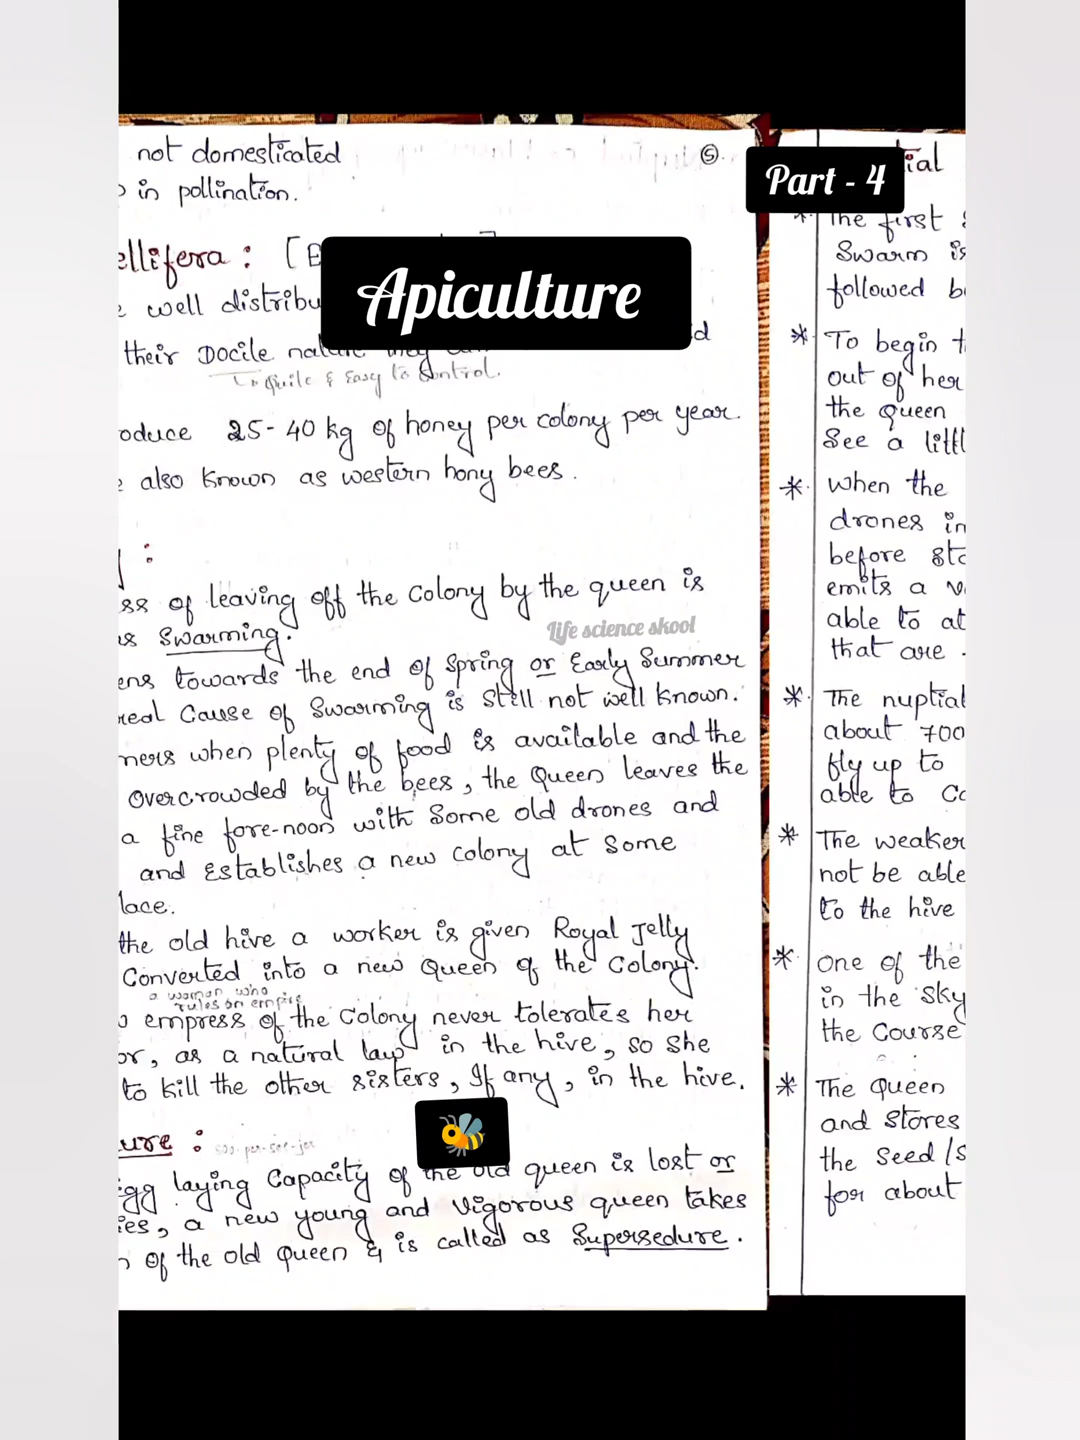 not domesticated
in pollination.
5
Part - 4
ellifera : [E
Apiculture
well distribu
their Docile nature they
d
Quite & Easy to Control.
oduce 25-40 kg of honey per colony per year.
also known as western hony bees.
:
ss of leaving off the Colony by the queen is
as Swarming.
Life science skool
ens towards the end of Spring or Early Summer
real Cause of Swarming is still not well known.
mers when plenty of food is available and the
overcrowded by the bees, the Queen leaves the
a fine fore-noon with Some old drones and
and Establishes a new colony at Some
lace.
the old hive a worker is given Royal Jelly
Converted into a new Queen of the Colony.
a woman who
rules an empire
empress of the Colony never tolerates her
or, as a natural law in the hive, so she
to kill the other sisters, If any, in the hive.
ure :
Egg laying Capacity of the old queen is lost or
ies, a new young and vigorous queen takes
of the old Queen & is called as Supersedure.
tial
* The first
Swarm is
followed b
* To begin t
out of her
the queen
See a littl
* when the
drones in
before sta
emits a v
able to at
that are
* The nuptial
about 700
fly up to
able to Co
* The weaker
not be able
to the hive
* One of the
in the Sky
the Course
* The Queen
and Stores
the Seed /s
for about